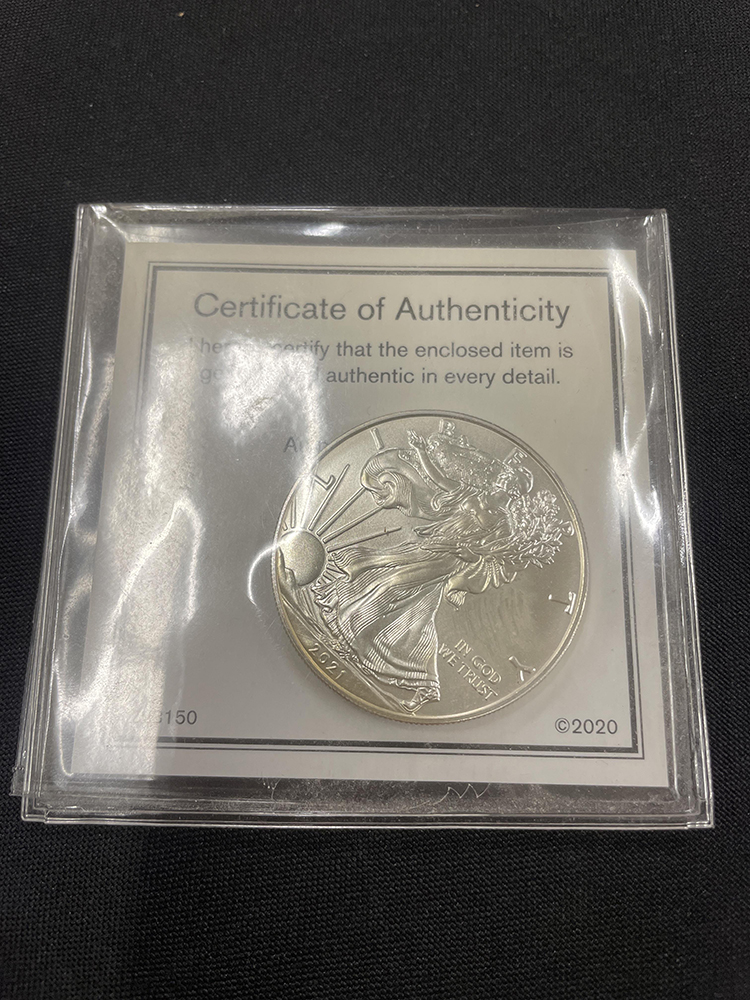 Certificate of Authenticity
certify that the enclosed item is
authentic in every detail.
LIBERTY
IN GOD
WE TRUST
2021
3150
©2020